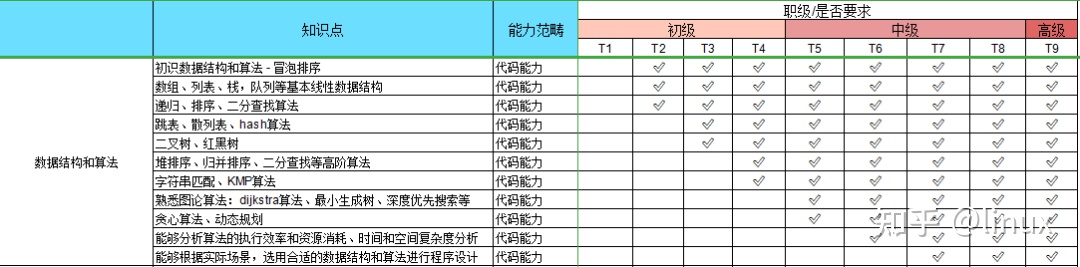 职级/是否要求
知识点 能力范畴 初级 中级 高级
T1 T2 T3 T4 T5 T6 T7 T8 T9
初识数据结构和算法 - 冒泡排序 代码能力 ✓ ✓ ✓ ✓ ✓ ✓ ✓ ✓
数组、列表、栈，队列等基本线性数据结构 代码能力 ✓ ✓ ✓ ✓ ✓ ✓ ✓ ✓
递归、排序、二分查找算法 代码能力 ✓ ✓ ✓ ✓ ✓ ✓ ✓ ✓
跳表、散列表、hash算法 代码能力 ✓ ✓ ✓ ✓ ✓ ✓ ✓
二叉树、红黑树 代码能力 ✓ ✓ ✓ ✓ ✓ ✓ ✓
数据结构和算法 堆排序、归并排序、二分查找等高阶算法 代码能力 ✓ ✓ ✓ ✓ ✓ ✓
字符串匹配、KMP算法 代码能力 ✓ ✓ ✓ ✓ ✓ ✓
熟悉图论算法：dijkstra算法、最小生成树、深度优先搜索等 代码能力 ✓ ✓ ✓ ✓ ✓
贪心算法、动态规划 代码能力 ✓ ✓ ✓ ✓ ✓
能够分析算法的执行效率和资源消耗、时间和空间复杂度分析 代码能力 ✓ ✓ ✓ ✓
能够根据实际场景，选用合适的数据结构和算法进行程序设计 代码能力 ✓ ✓ ✓
知乎 @linux